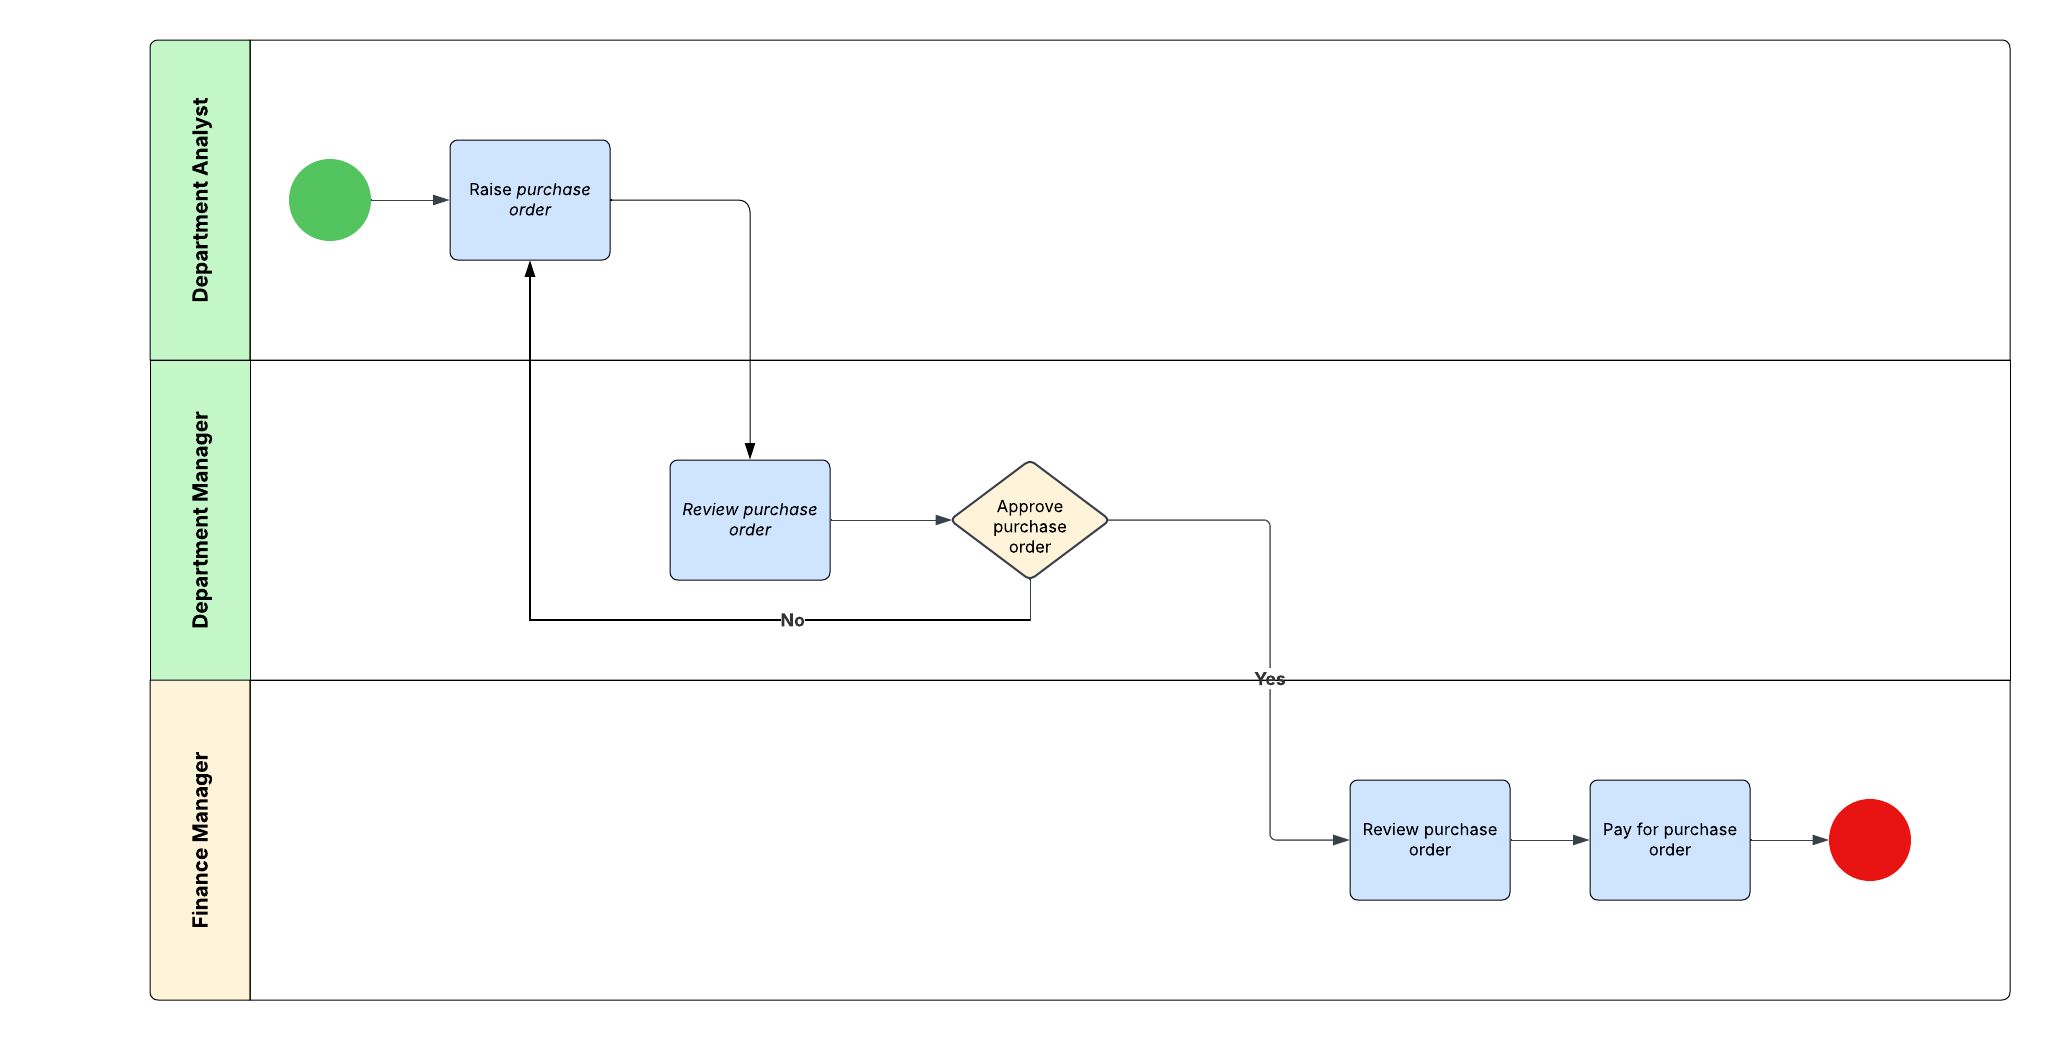 Department Analyst
Raise purchase
order
Department Manager
Review purchase
order
Approve
purchase
order
No
Yes
Finance Manager
Review purchase
order
Pay for purchase
order